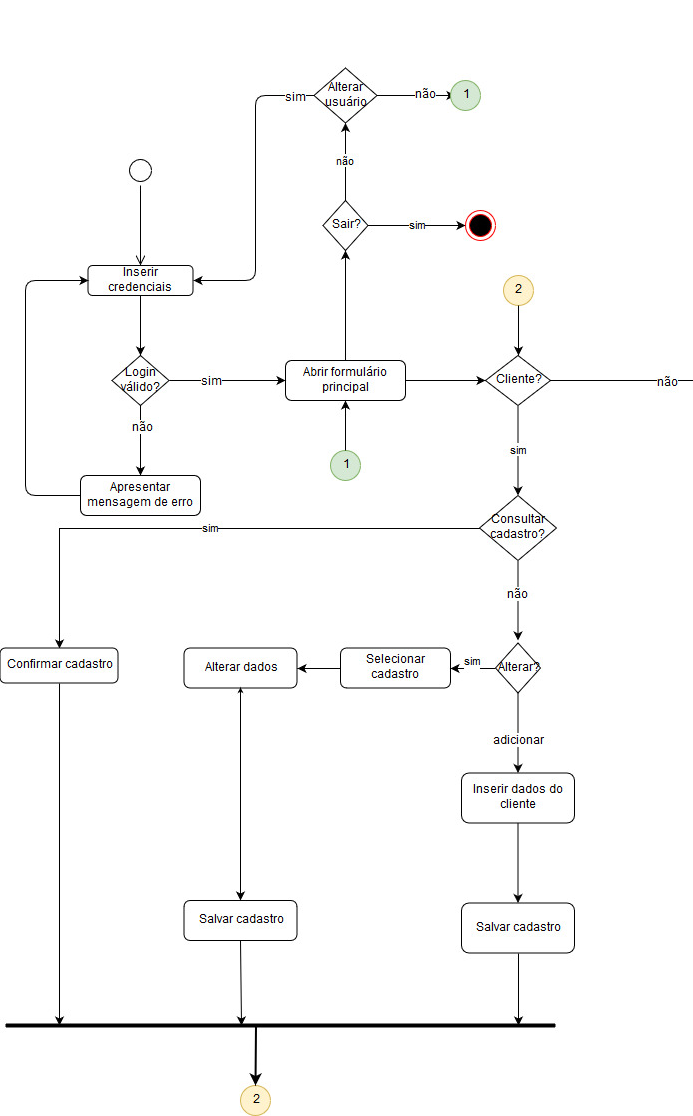 Alterar
usuário
sim
não
1
não
Sair?
sim
Inserir
credenciais
2
Login
válido?
sim
Abrir formulário
principal
Cliente?
não
não
sim
1
Apresentar
mensagem de erro
Consultar
cadastro?
sim
não
Confirmar cadastro
Alterar dados
Selecionar
cadastro
sim
Alterar?
adicionar
Inserir dados do
cliente
Salvar cadastro
Salvar cadastro
2